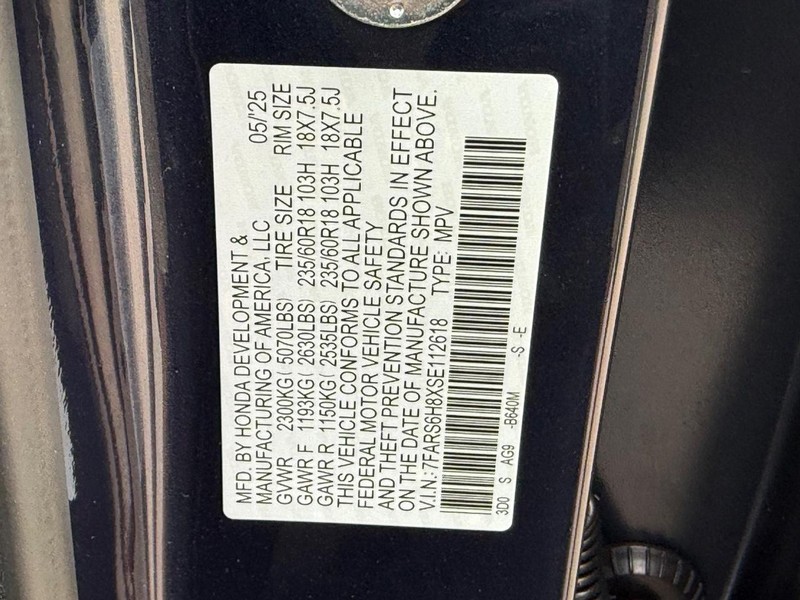 MFD. BY HONDA DEVELOPMENT &
MANUFACTURING OF AMERICA, LLC 05/'25
GVWR 2300KG( 5070LBS) TIRE SIZE RIM SIZE
GAWR F 1193KG( 2630LBS) 235/60R18 103H 18X7.5J
GAWR R 1150KG( 2535LBS) 235/60R18 103H 18X7.5J
THIS VEHICLE CONFORMS TO ALL APPLICABLE
FEDERAL MOTOR VEHICLE SAFETY
AND THEFT PREVENTION STANDARDS IN EFFECT
ON THE DATE OF MANUFACTURE SHOWN ABOVE.
V.I.N.: 7FARS6H8XSE112618 TYPE: MPV
3D0 S AG9 -B640M -S -E